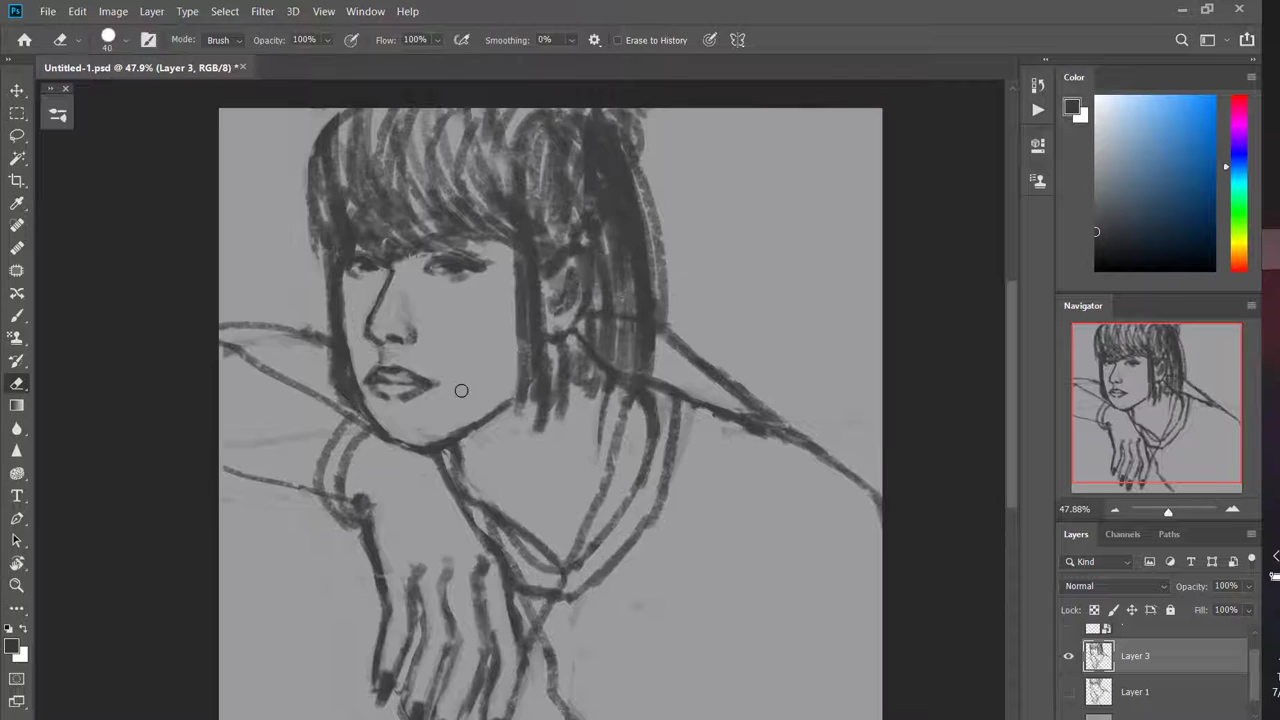 Ps File Edit Image Layer Type Select Filter 3D View Window Help
40 Mode: Brush Opacity: 100% Flow: 100% Smoothing: 0% Erase to History
Untitled-1.psd @ 47.9% (Layer 3, RGB/8) *
Color
Navigator
47.88%
Layers Channels Paths
Kind
Normal Opacity: 100%
Lock: Fill: 100%
Layer 3
Layer 1